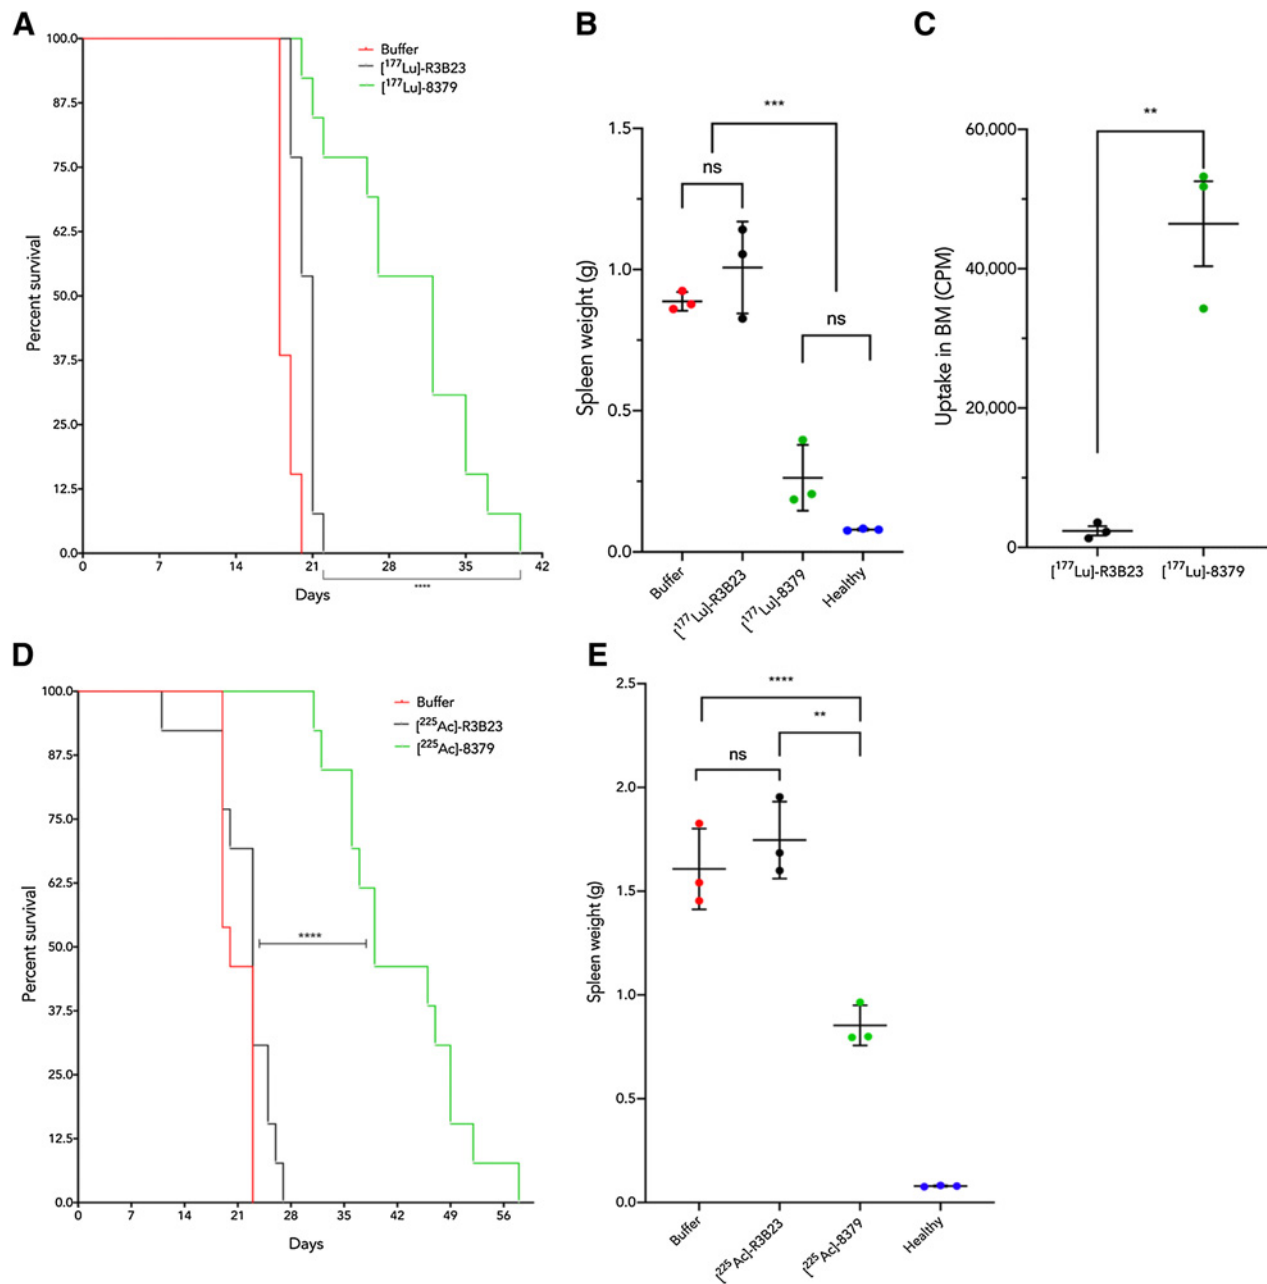 A
100.0
87.5
75.0
62.5
50.0
37.5
25.0
12.5
0.0
Percent survival
0 7 14 21 28 35 42
Days
****
Buffer
[¹⁷⁷Lu]-R3B23
[¹⁷⁷Lu]-8379
B
1.5
1.0
0.5
0.0
Spleen weight (g)
***
ns
ns
Buffer
[¹⁷⁷Lu]-R3B23
[¹⁷⁷Lu]-8379
Healthy
C
60,000
40,000
20,000
0
Uptake in BM (CPM)
**
[¹⁷⁷Lu]-R3B23 [¹⁷⁷Lu]-8379
D
100.0
87.5
75.0
62.5
50.0
37.5
25.0
12.5
0.0
Percent survival
0 7 14 21 28 35 42 49 56
Days
****
Buffer
[²²⁵Ac]-R3B23
[²²⁵Ac]-8379
E
2.5
2.0
1.5
1.0
0.5
0.0
Spleen weight (g)
****
**
ns
Buffer
[²²⁵Ac]-R3B23
[²²⁵Ac]-8379
Healthy